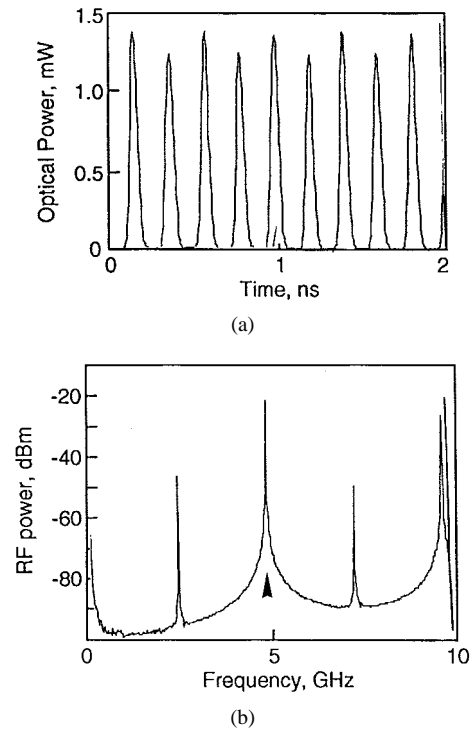 1.5
1.0
0.5
0
Optical Power, mW
0 1 2
Time, ns
(a)
-20
-40
-60
-80
RF power, dBm
0 5 10
Frequency, GHz
(b)